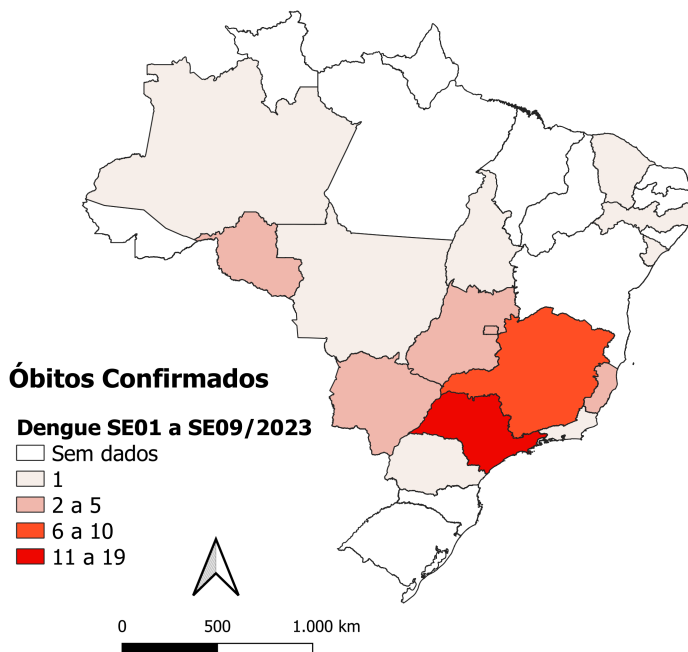 Óbitos Confirmados
Dengue SE01 a SE09/2023
Sem dados
1
2 a 5
6 a 10
11 a 19
0 500 1.000 km